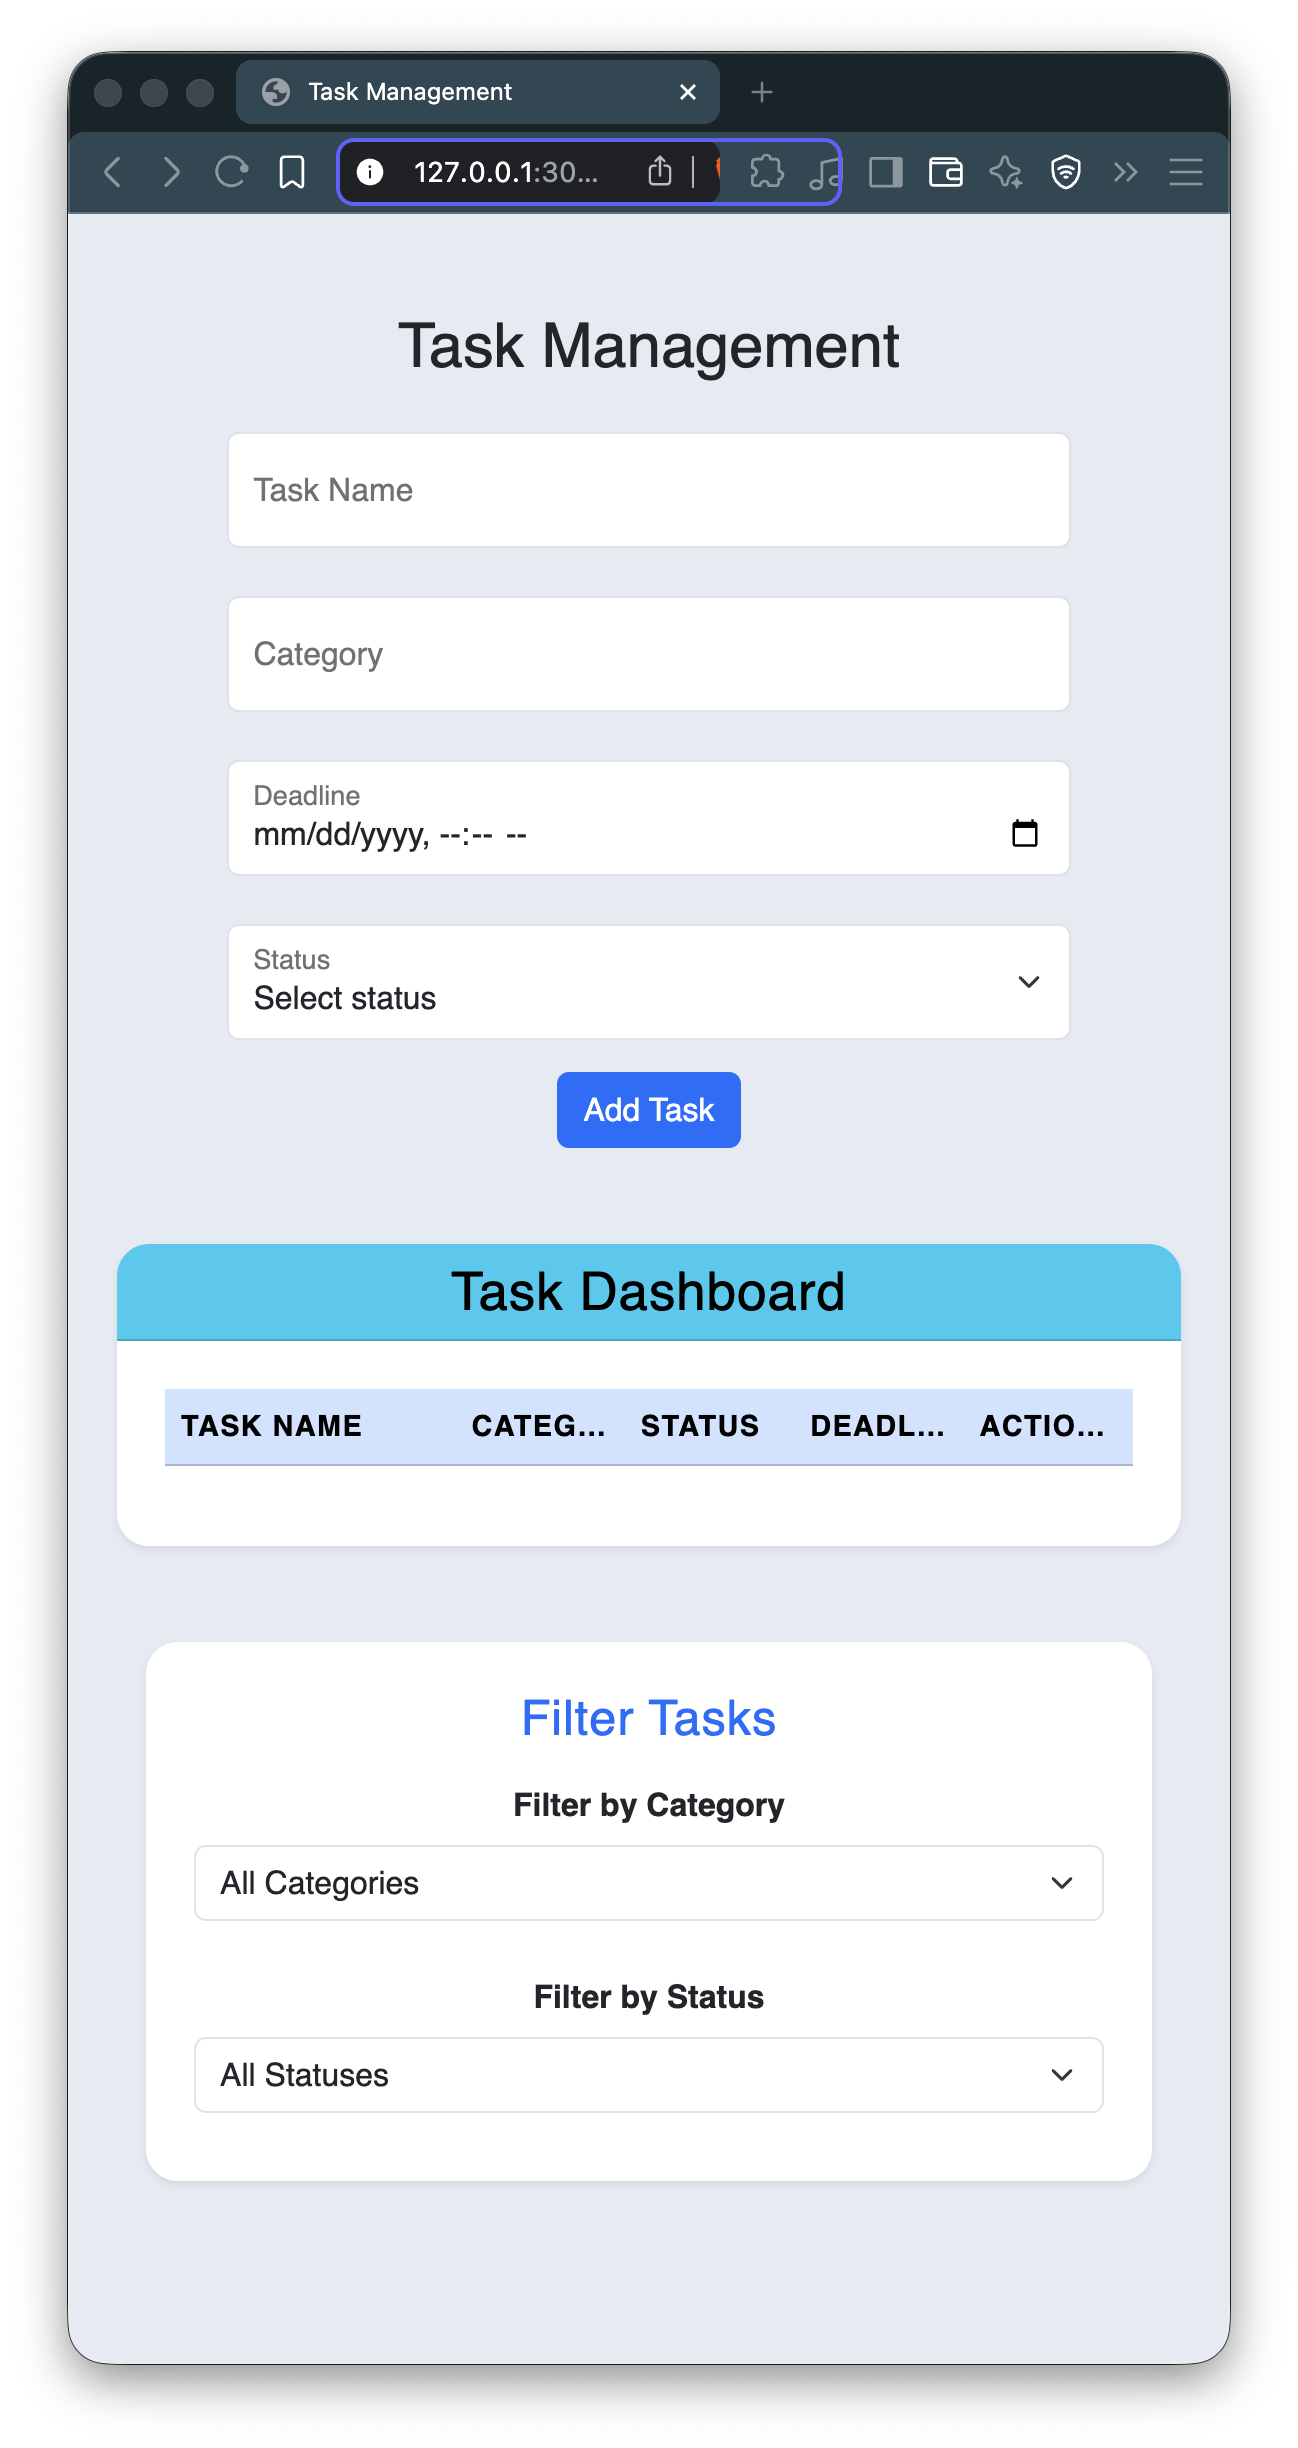 Task Management
127.0.0.1:30...
Task Management
Task Name
Category
Deadline
mm/dd/yyyy, --:-- --
Status
Select status
Add Task
Task Dashboard
TASK NAME CATEG... STATUS DEADL... ACTIO...
Filter Tasks
Filter by Category
All Categories
Filter by Status
All Statuses